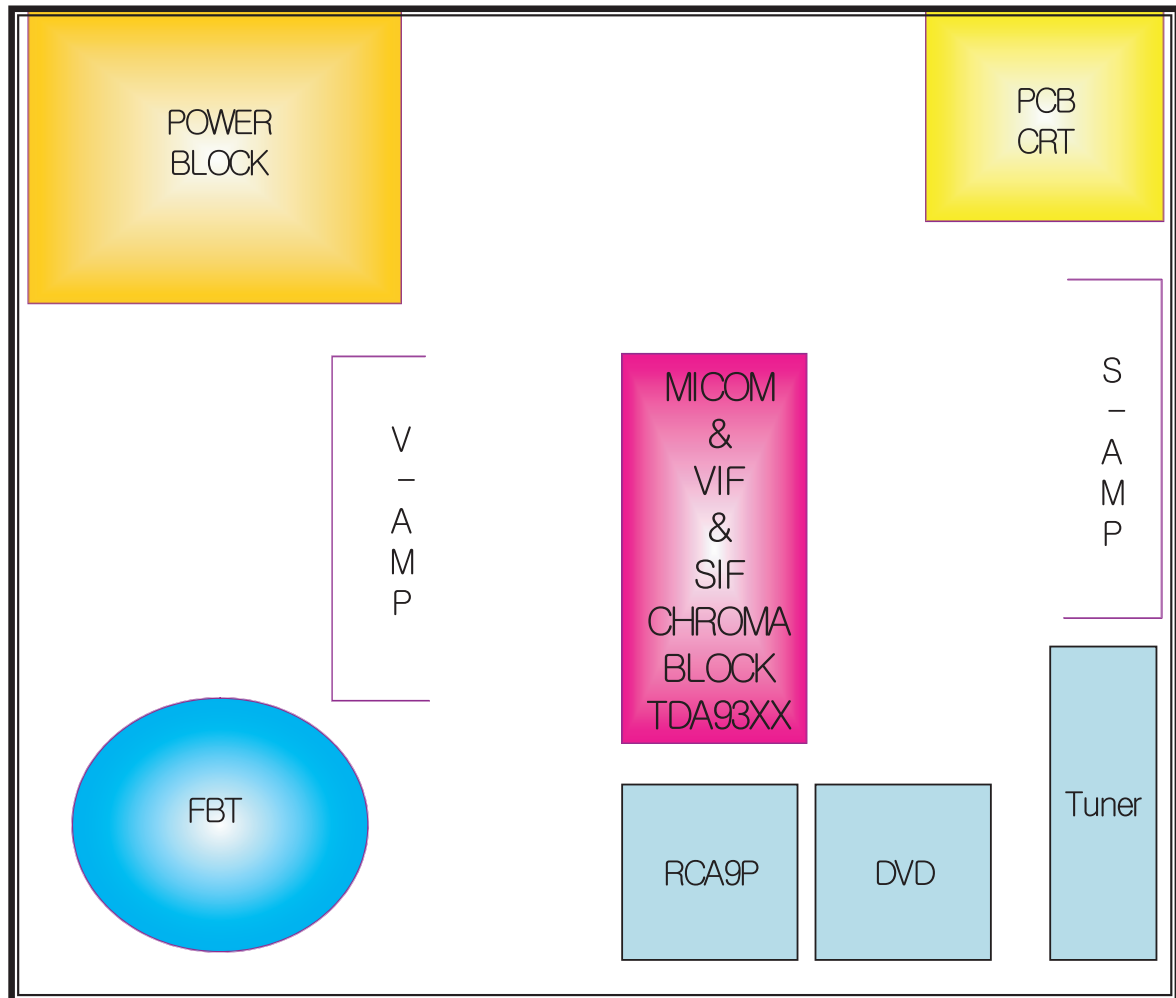 POWER
BLOCK
PCB
CRT
V
-
A
M
P
MICOM
&
VIF
&
SIF
CHROMA
BLOCK
TDA93XX
S
-
A
M
P
FBT
RCA9P
DVD
Tuner